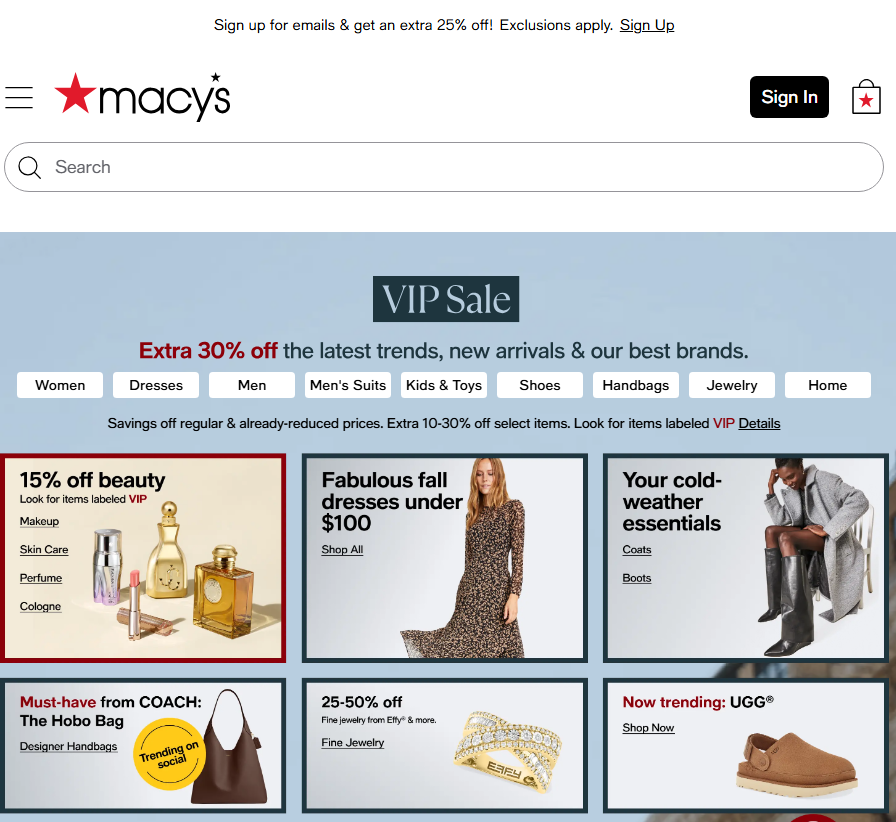 Sign up for emails & get an extra 25% off! Exclusions apply. Sign Up
macy's
Sign In
Search
VIP Sale
Extra 30% off the latest trends, new arrivals & our best brands.
Women
Dresses
Men
Men's Suits
Kids & Toys
Shoes
Handbags
Jewelry
Home
Savings off regular & already-reduced prices. Extra 10-30% off select items. Look for items labeled VIP Details
15% off beauty
Look for items labeled VIP
Makeup
Skin Care
Perfume
Cologne
Fabulous fall
dresses under
$100
Shop All
Your cold-
weather
essentials
Coats
Boots
Must-have from COACH:
The Hobo Bag
Designer Handbags
Trending on
social
25-50% off
Fine jewelry from Effy® & more.
Fine Jewelry
EFFY
Now trending: UGG®
Shop Now